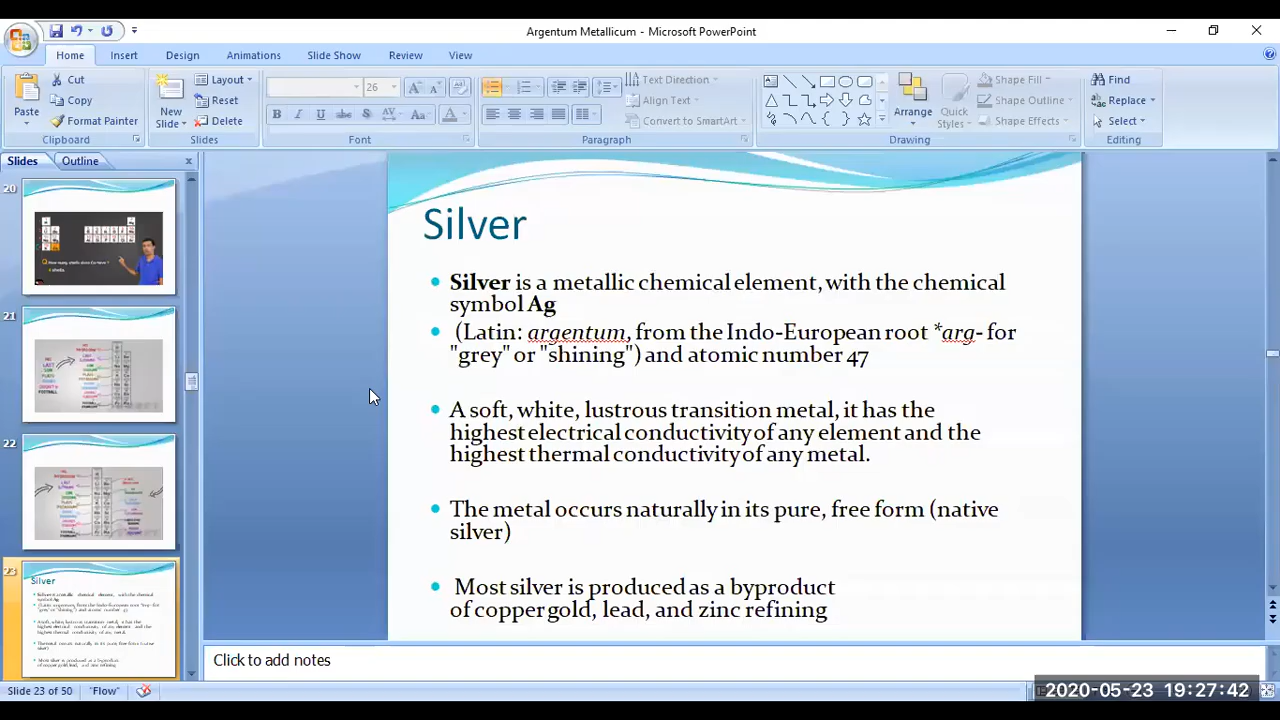 Argentum Metallicum - Microsoft PowerPoint
Home Insert Design Animations Slide Show Review View
Paste
Cut
Copy
Format Painter
Clipboard
New Slide
Layout
Reset
Delete
Slides
26
B I U abe S AV Aa A
Font
Text Direction
Align Text
Convert to SmartArt
Paragraph
Arrange
Quick Styles
Shape Fill
Shape Outline
Shape Effects
Drawing
Find
Replace
Select
Editing
Slides Outline
20
21
22
23
Silver
Silver is a metallic chemical element, with the chemical
symbol Ag
(Latin: argentum, from the Indo-European root *arg- for
"grey" or "shining") and atomic number 47
A soft, white, lustrous transition metal, it has the
highest electrical conductivity of any element and the
highest thermal conductivity of any metal.
The metal occurs naturally in its pure, free form (native
silver)
Most silver is produced as a byproduct
of copper gold, lead, and zinc refining
Click to add notes
Slide 23 of 50 "Flow"
2020-05-23 19:27:42